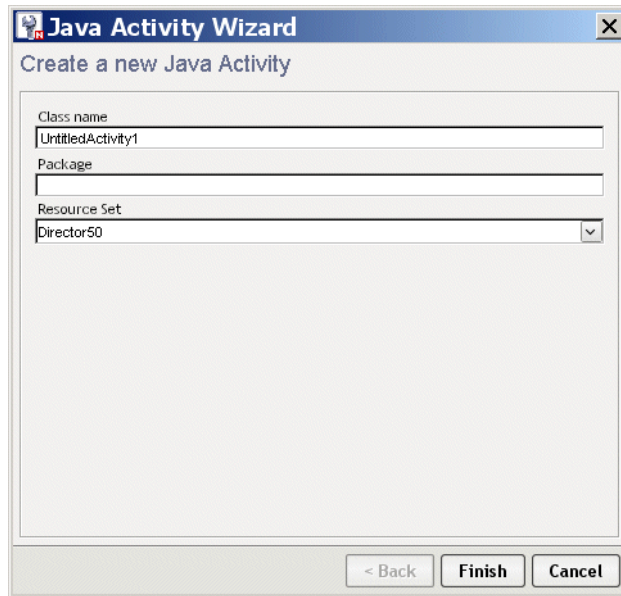 Java Activity Wizard
Create a new Java Activity
Class name
UntitledActivity1
Package
Resource Set
Director50
< Back Finish Cancel